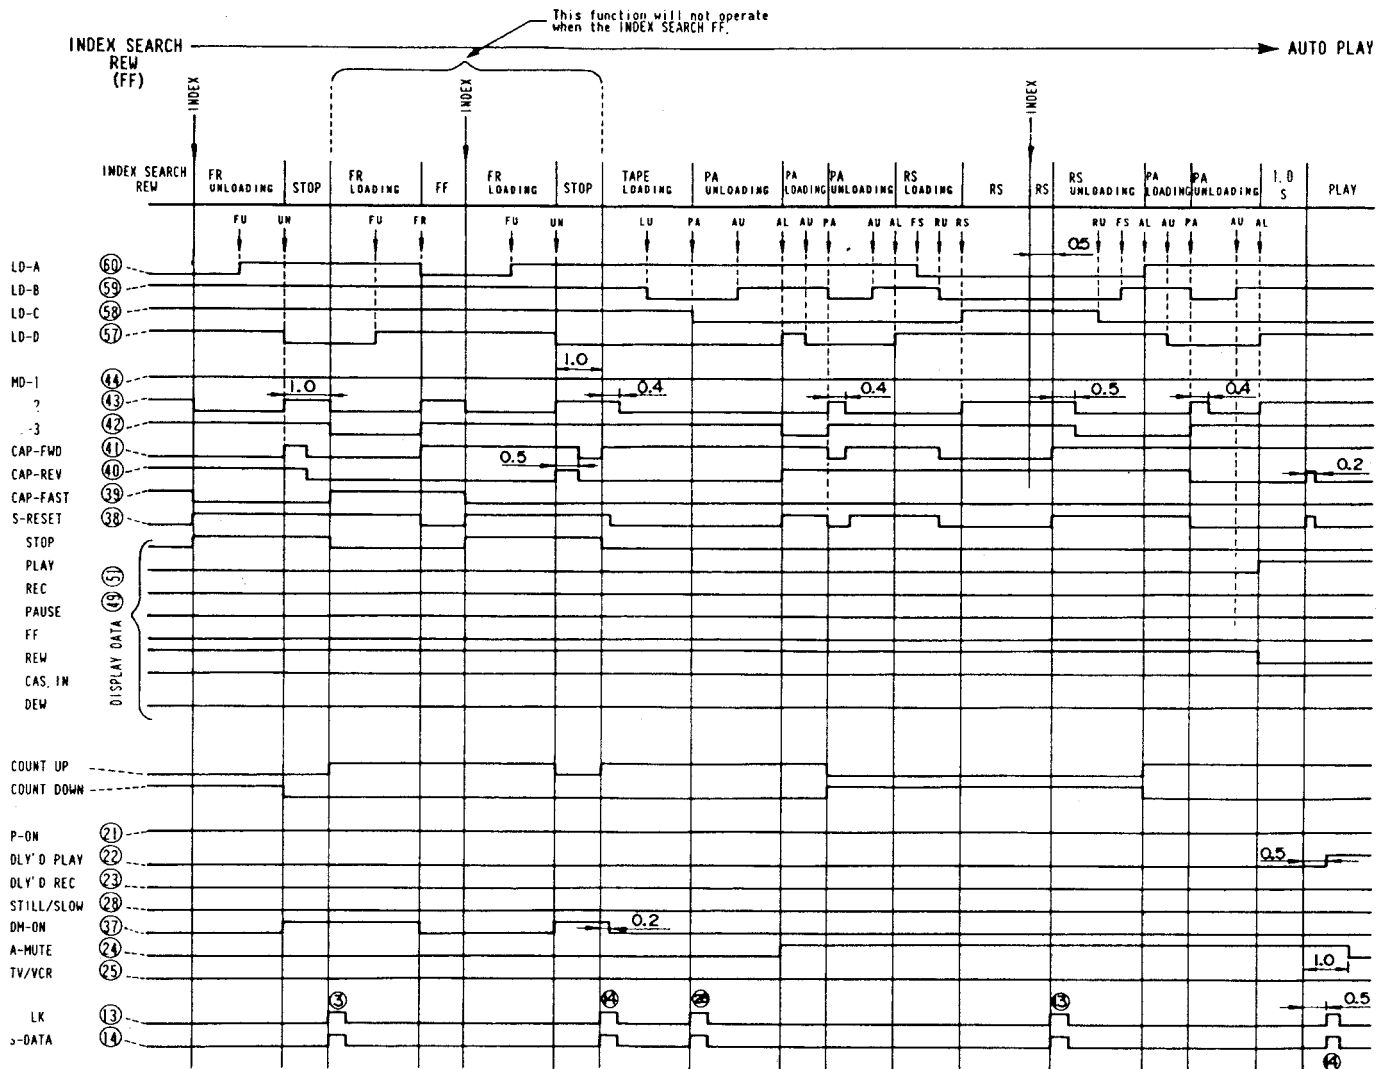 This function will not operate
when the INDEX SEARCH FF.
INDEX SEARCH
REW
(FF)
AUTO PLAY
INDEX
INDEX
INDEX
INDEX SEARCH
REW
FR
UNLOADING
STOP
FR
LOADING
FF
FR
UNLOADING
STOP
TAPE
LOADING
PA
UNLOADING
PA
LOADING
PA
UNLOADING
RS
LOADING
RS
RS
RS
UNLOADING
PA
LOADING
PA
UNLOADING
1.0
S
PLAY
FU UN FU FR FU UN LU PA AU AL AU PA AU AL FS RU RS RU FS AL AU PA AU AL
0.5
LD-A 60
LD-B 59
LD-C 58
LD-D 57
1.0
MD-1 44
1.0 0.4 0.4 0.5 0.4
43
-3 42
CAP-FWD 41
0.5 0.2
CAP-REV 40
CAP-FAST 39
S-RESET 38
STOP
PLAY
REC
PAUSE
FF
REW
CAS. IN
DEW
DISPLAY DATA 49 51
COUNT UP
COUNT DOWN
P-ON 21
DLY'D PLAY 22
0.5
DLY'D REC 23
STILL/SLOW 28
DM-ON 37
0.2
A-MUTE 24
1.0
TV/VCR 25
0.5
LK 13
-DATA 14